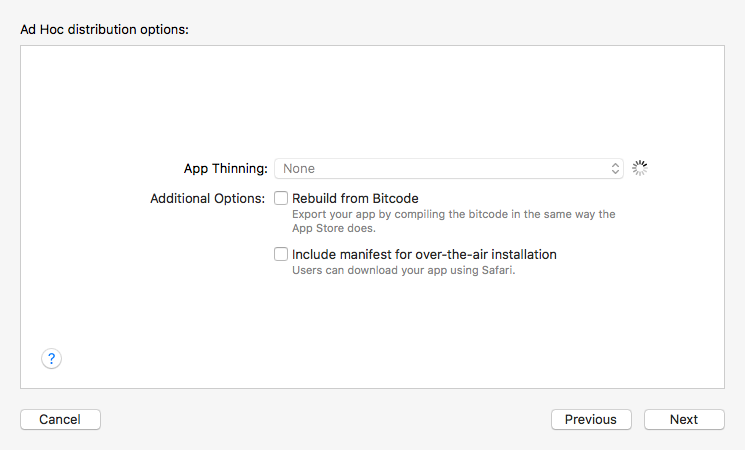 Ad Hoc distribution options:
App Thinning: None
Additional Options: Rebuild from Bitcode
Export your app by compiling the bitcode in the same way the
App Store does.
Include manifest for over-the-air installation
Users can download your app using Safari.
?
Cancel Previous Next